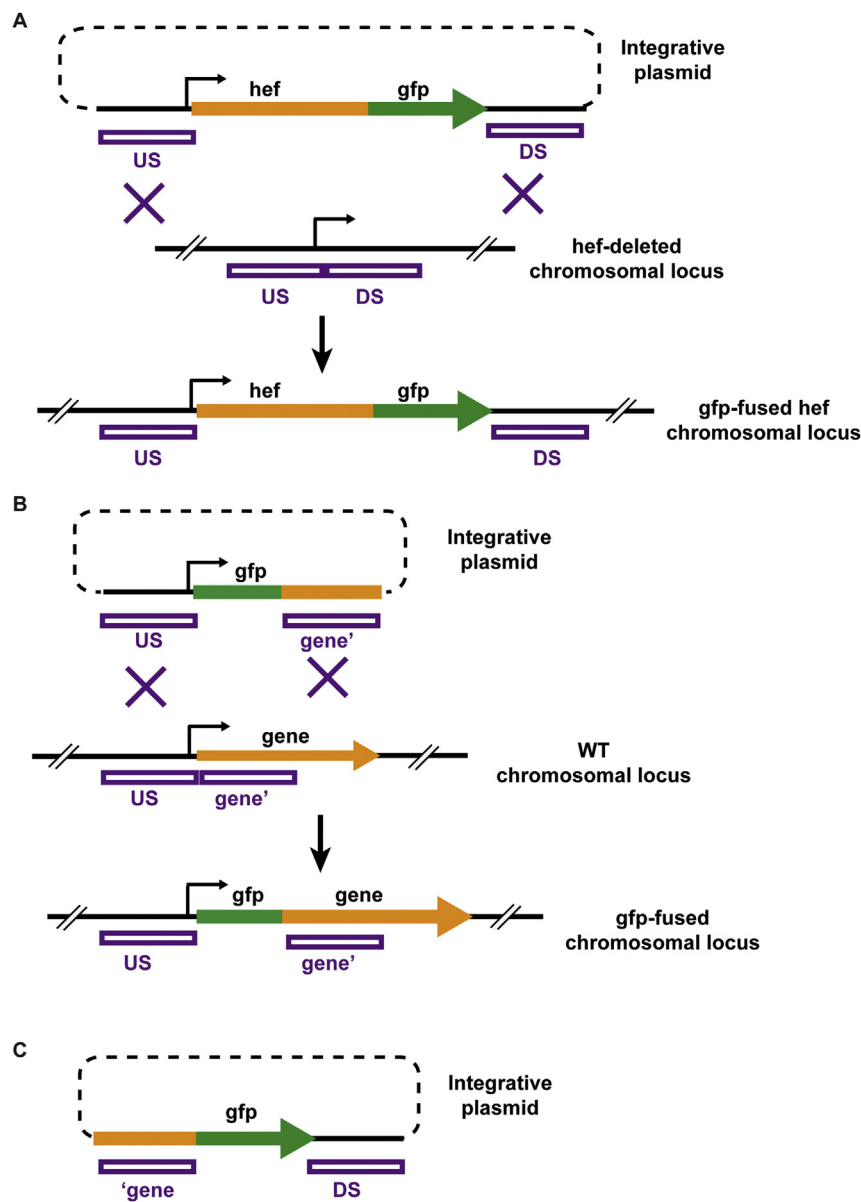 A
Integrative
plasmid
hef
gfp
US
DS
hef-deleted
chromosomal locus
US
DS
hef
gfp
gfp-fused hef
chromosomal locus
US
DS
B
Integrative
plasmid
gfp
US
gene’
gene
WT
chromosomal locus
US
gene’
gfp
gene
gfp-fused
chromosomal locus
US
gene’
C
Integrative
plasmid
gfp
‘gene
DS